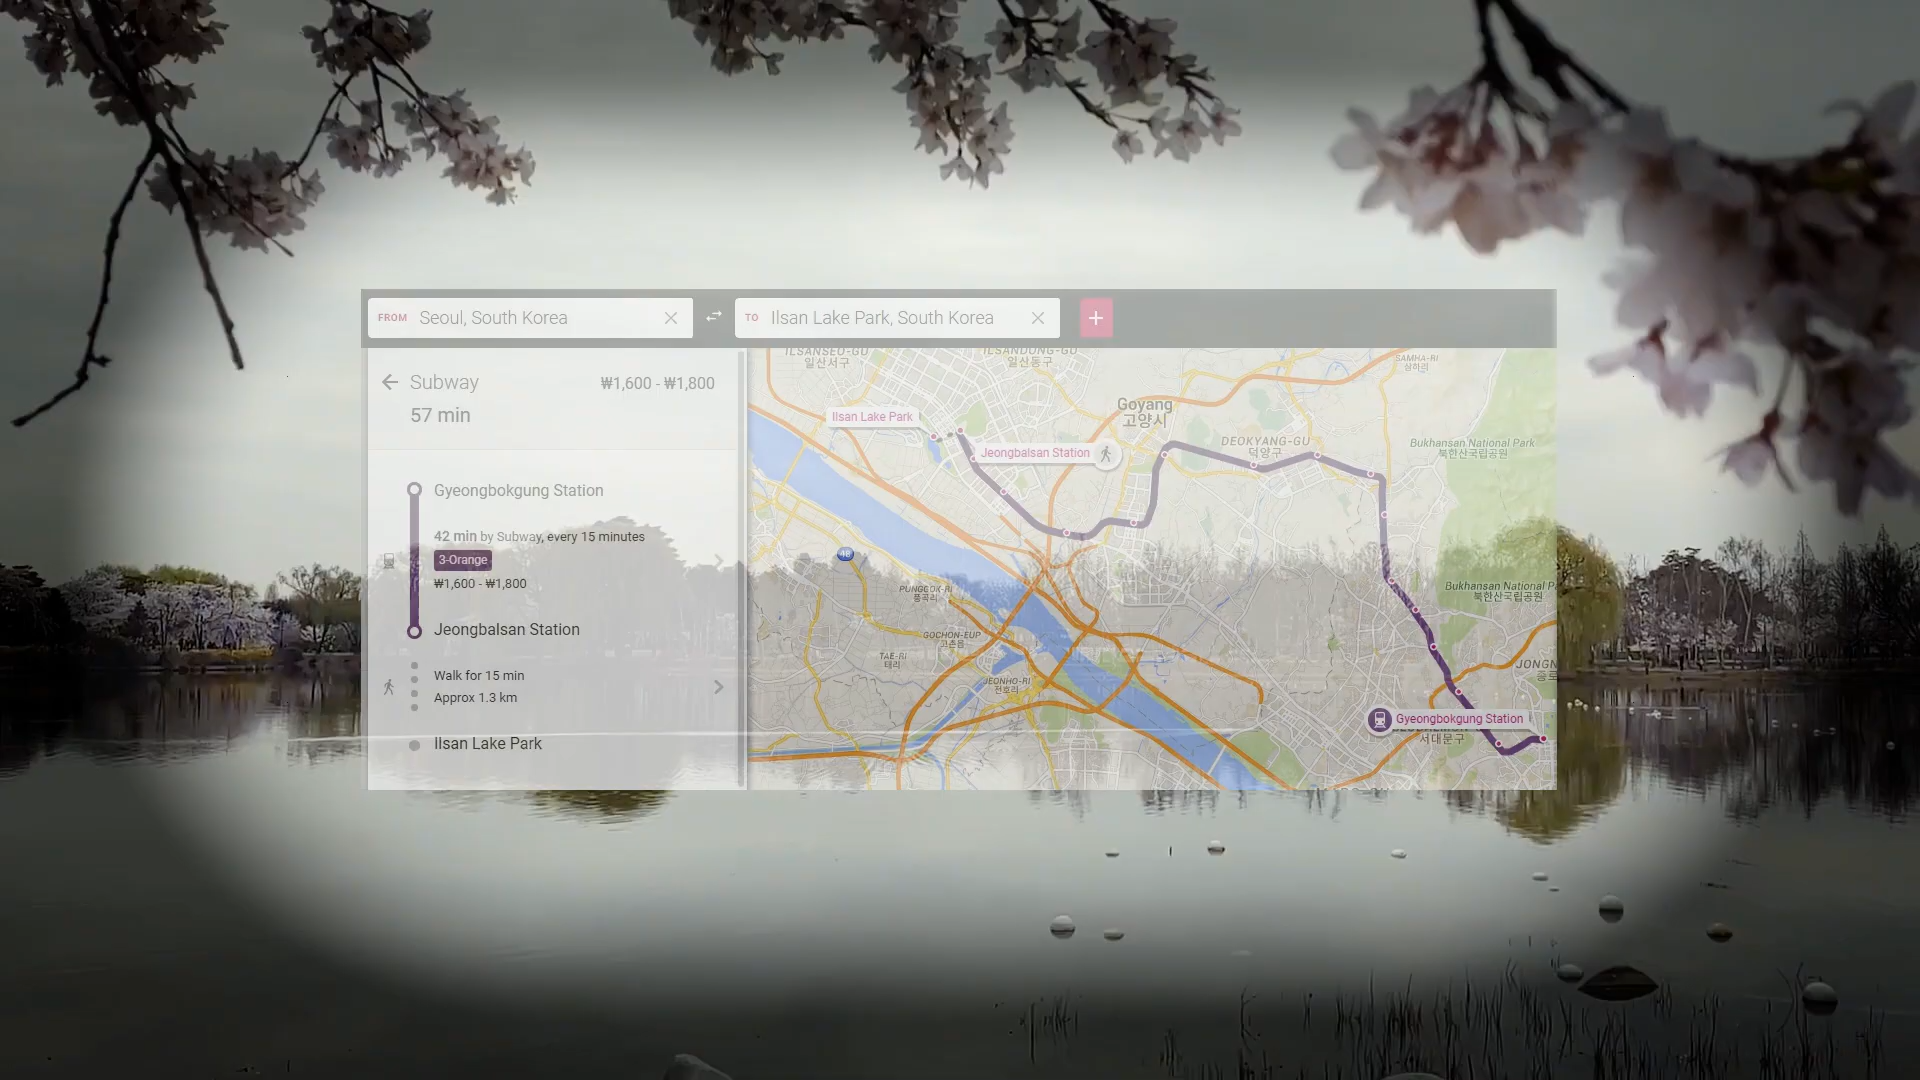 FROM Seoul, South Korea
TO Ilsan Lake Park, South Korea
+
Subway
₩1,600 - ₩1,800
57 min
Gyeongbokgung Station
42 min by Subway, every 15 minutes
3-Orange
₩1,600 - ₩1,800
Jeongbalsan Station
Walk for 15 min
Approx 1.3 km
Ilsan Lake Park
ILSANSEO-GU
일산서구
ILSANDONG-GU
일산동구
SAMHA-RI
삼하리
Goyang
고양시
Ilsan Lake Park
Jeongbalsan Station
DEOKYANG-GU
덕양구
Bukhansan National Park
북한산국립공원
48
PUNGGOK-RI
풍곡리
Bukhansan National P
북한산국립공원
GOCHON-EUP
고촌읍
TAE-RI
태리
JEONHO-RI
전호리
JONGN
종로
Gyeongbokgung Station
서대문구